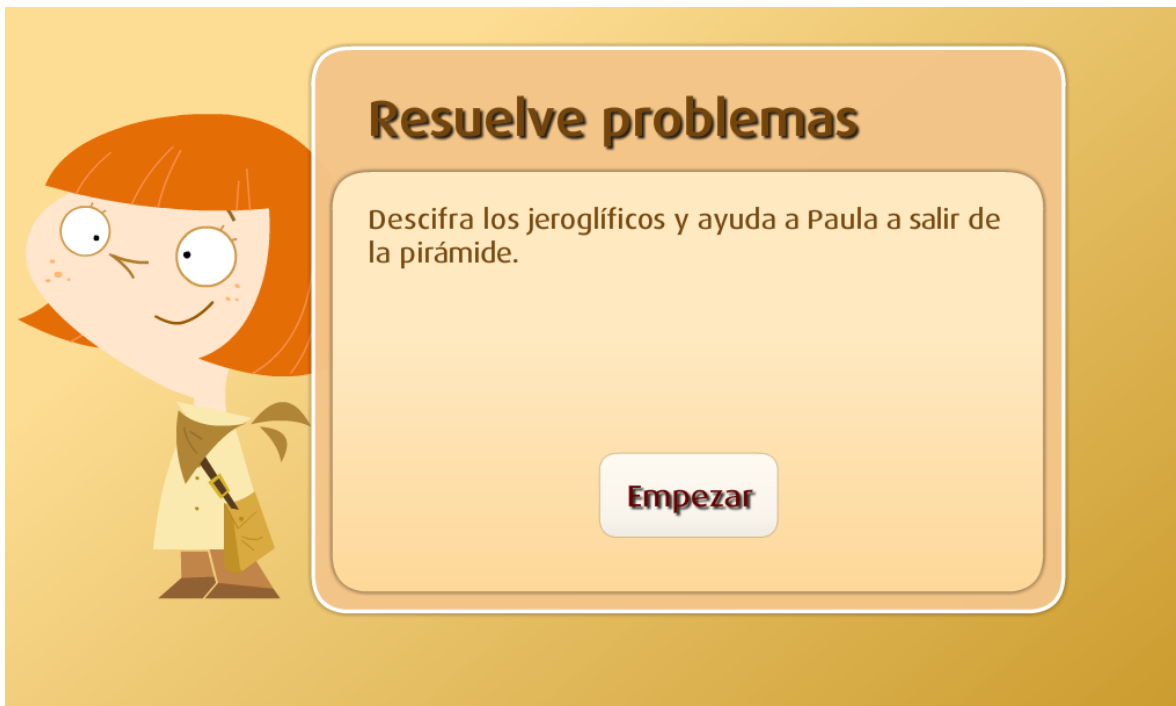 Resuelve problemas
Descifra los jeroglíficos y ayuda a Paula a salir de
la pirámide.
Empezar